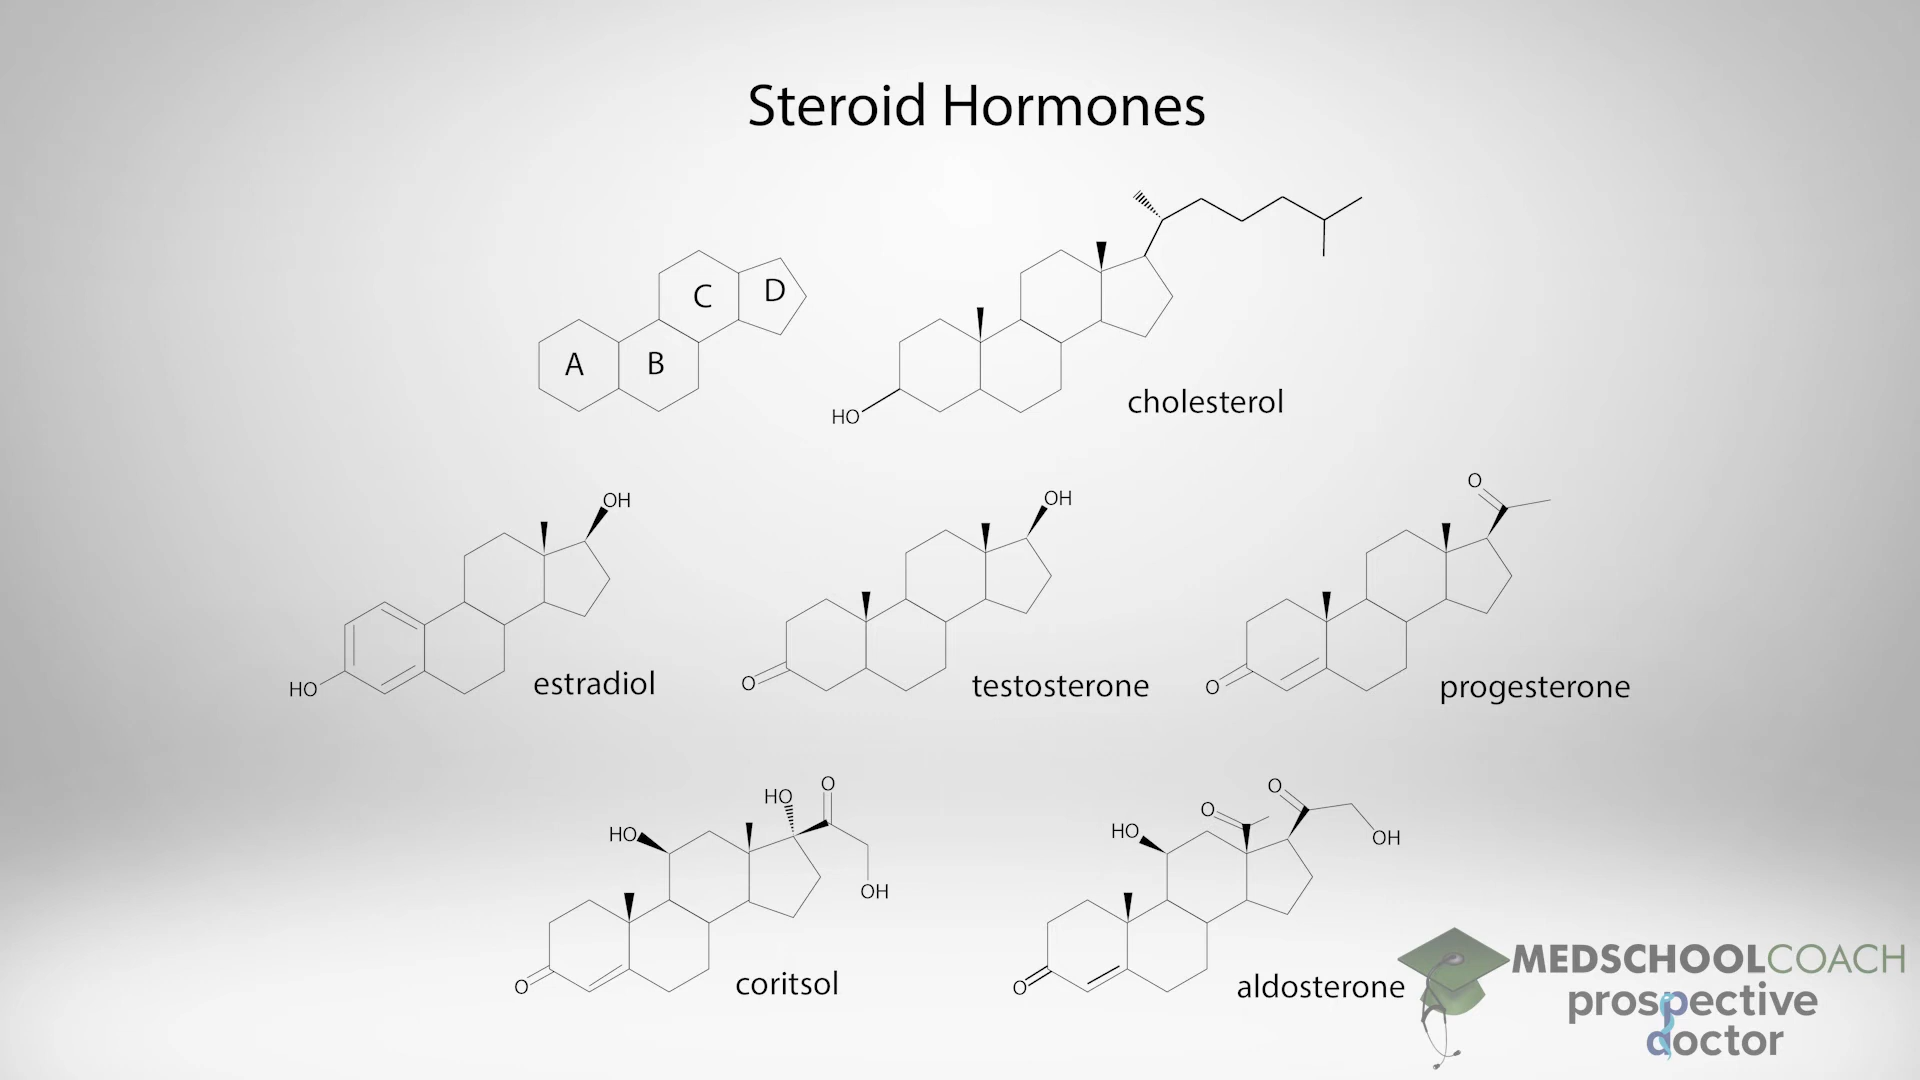 Steroid Hormones
A
B
C
D
HO
cholesterol
OH
HO
estradiol
OH
O
testosterone
O
O
progesterone
HO
O
HO
OH
O
coritsol
O
O
HO
OH
O
aldosterone
MEDSCHOOLCOACH
prospective
doctor